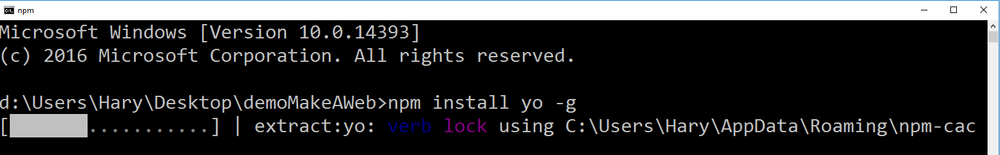 npm
Microsoft Windows [Version 10.0.14393]
(c) 2016 Microsoft Corporation. All rights reserved.
d:\Users\Hary\Desktop\demoMakeAWeb>npm install yo -g
[       ...........] | extract:yo: verb lock using C:\Users\Hary\AppData\Roaming\npm-cac